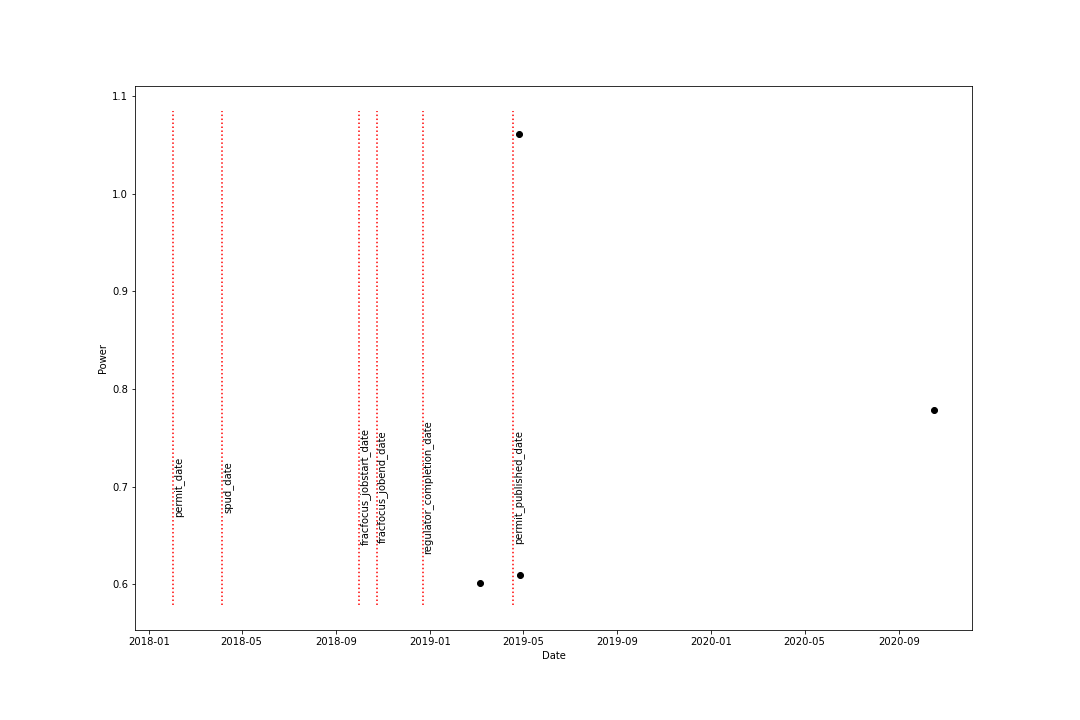 1.1
1.0
0.9
0.8
0.7
0.6
Power
permit_date
spud_date
fracfocus_jobstart_date
fracfocus_jobend_date
regulator_completion_date
permit_published_date
2018-01
2018-05
2018-09
2019-01
2019-05
2019-09
2020-01
2020-05
2020-09
Date